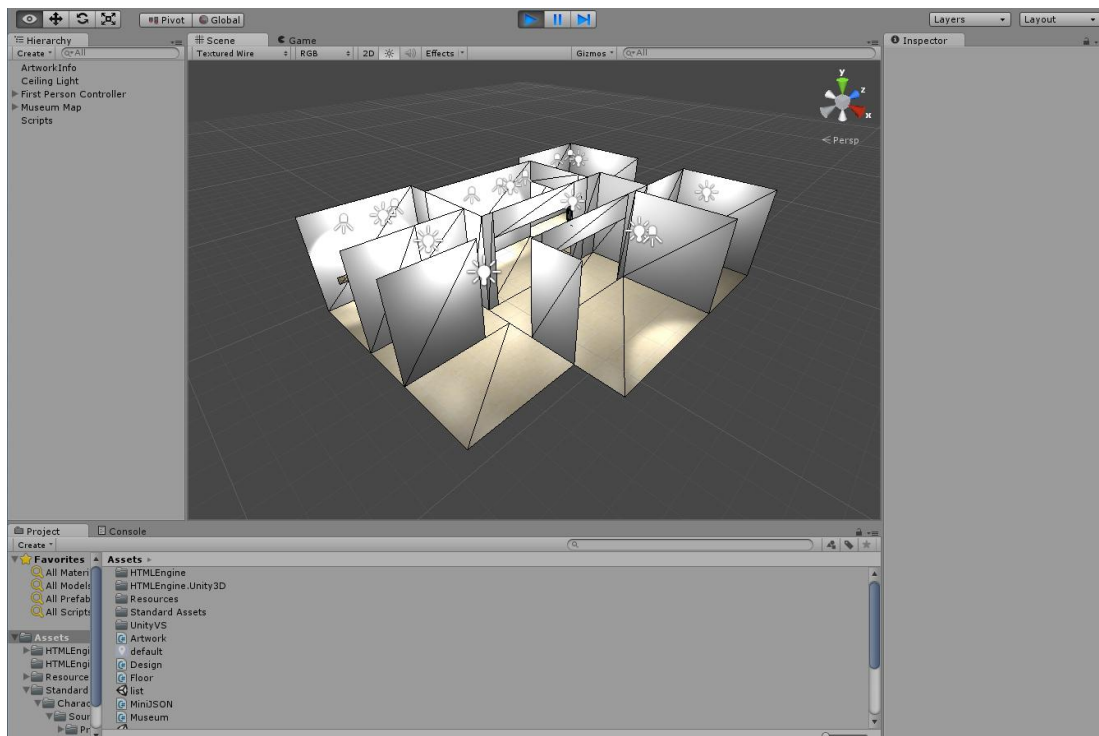 Pivot Global Layers Layout
Hierarchy Scene Game Inspector
Create All Textured Wire RGB 2D Effects Gizmos All
ArtworkInfo
Ceiling Light
First Person Controller
Museum Map
Scripts
y
z
x
Persp
Project Console
Create
Favorites Assets
All Materi HTMLEngine
All Models HTMLEngine.Unity3D
All Prefab Resources
All Scripts Standard Assets
UnityVS
Assets Artwork
HTMLEngi default
HTMLEngi Design
Resource Floor
Standard list
Charac MiniJSON
Sour Museum
Pr